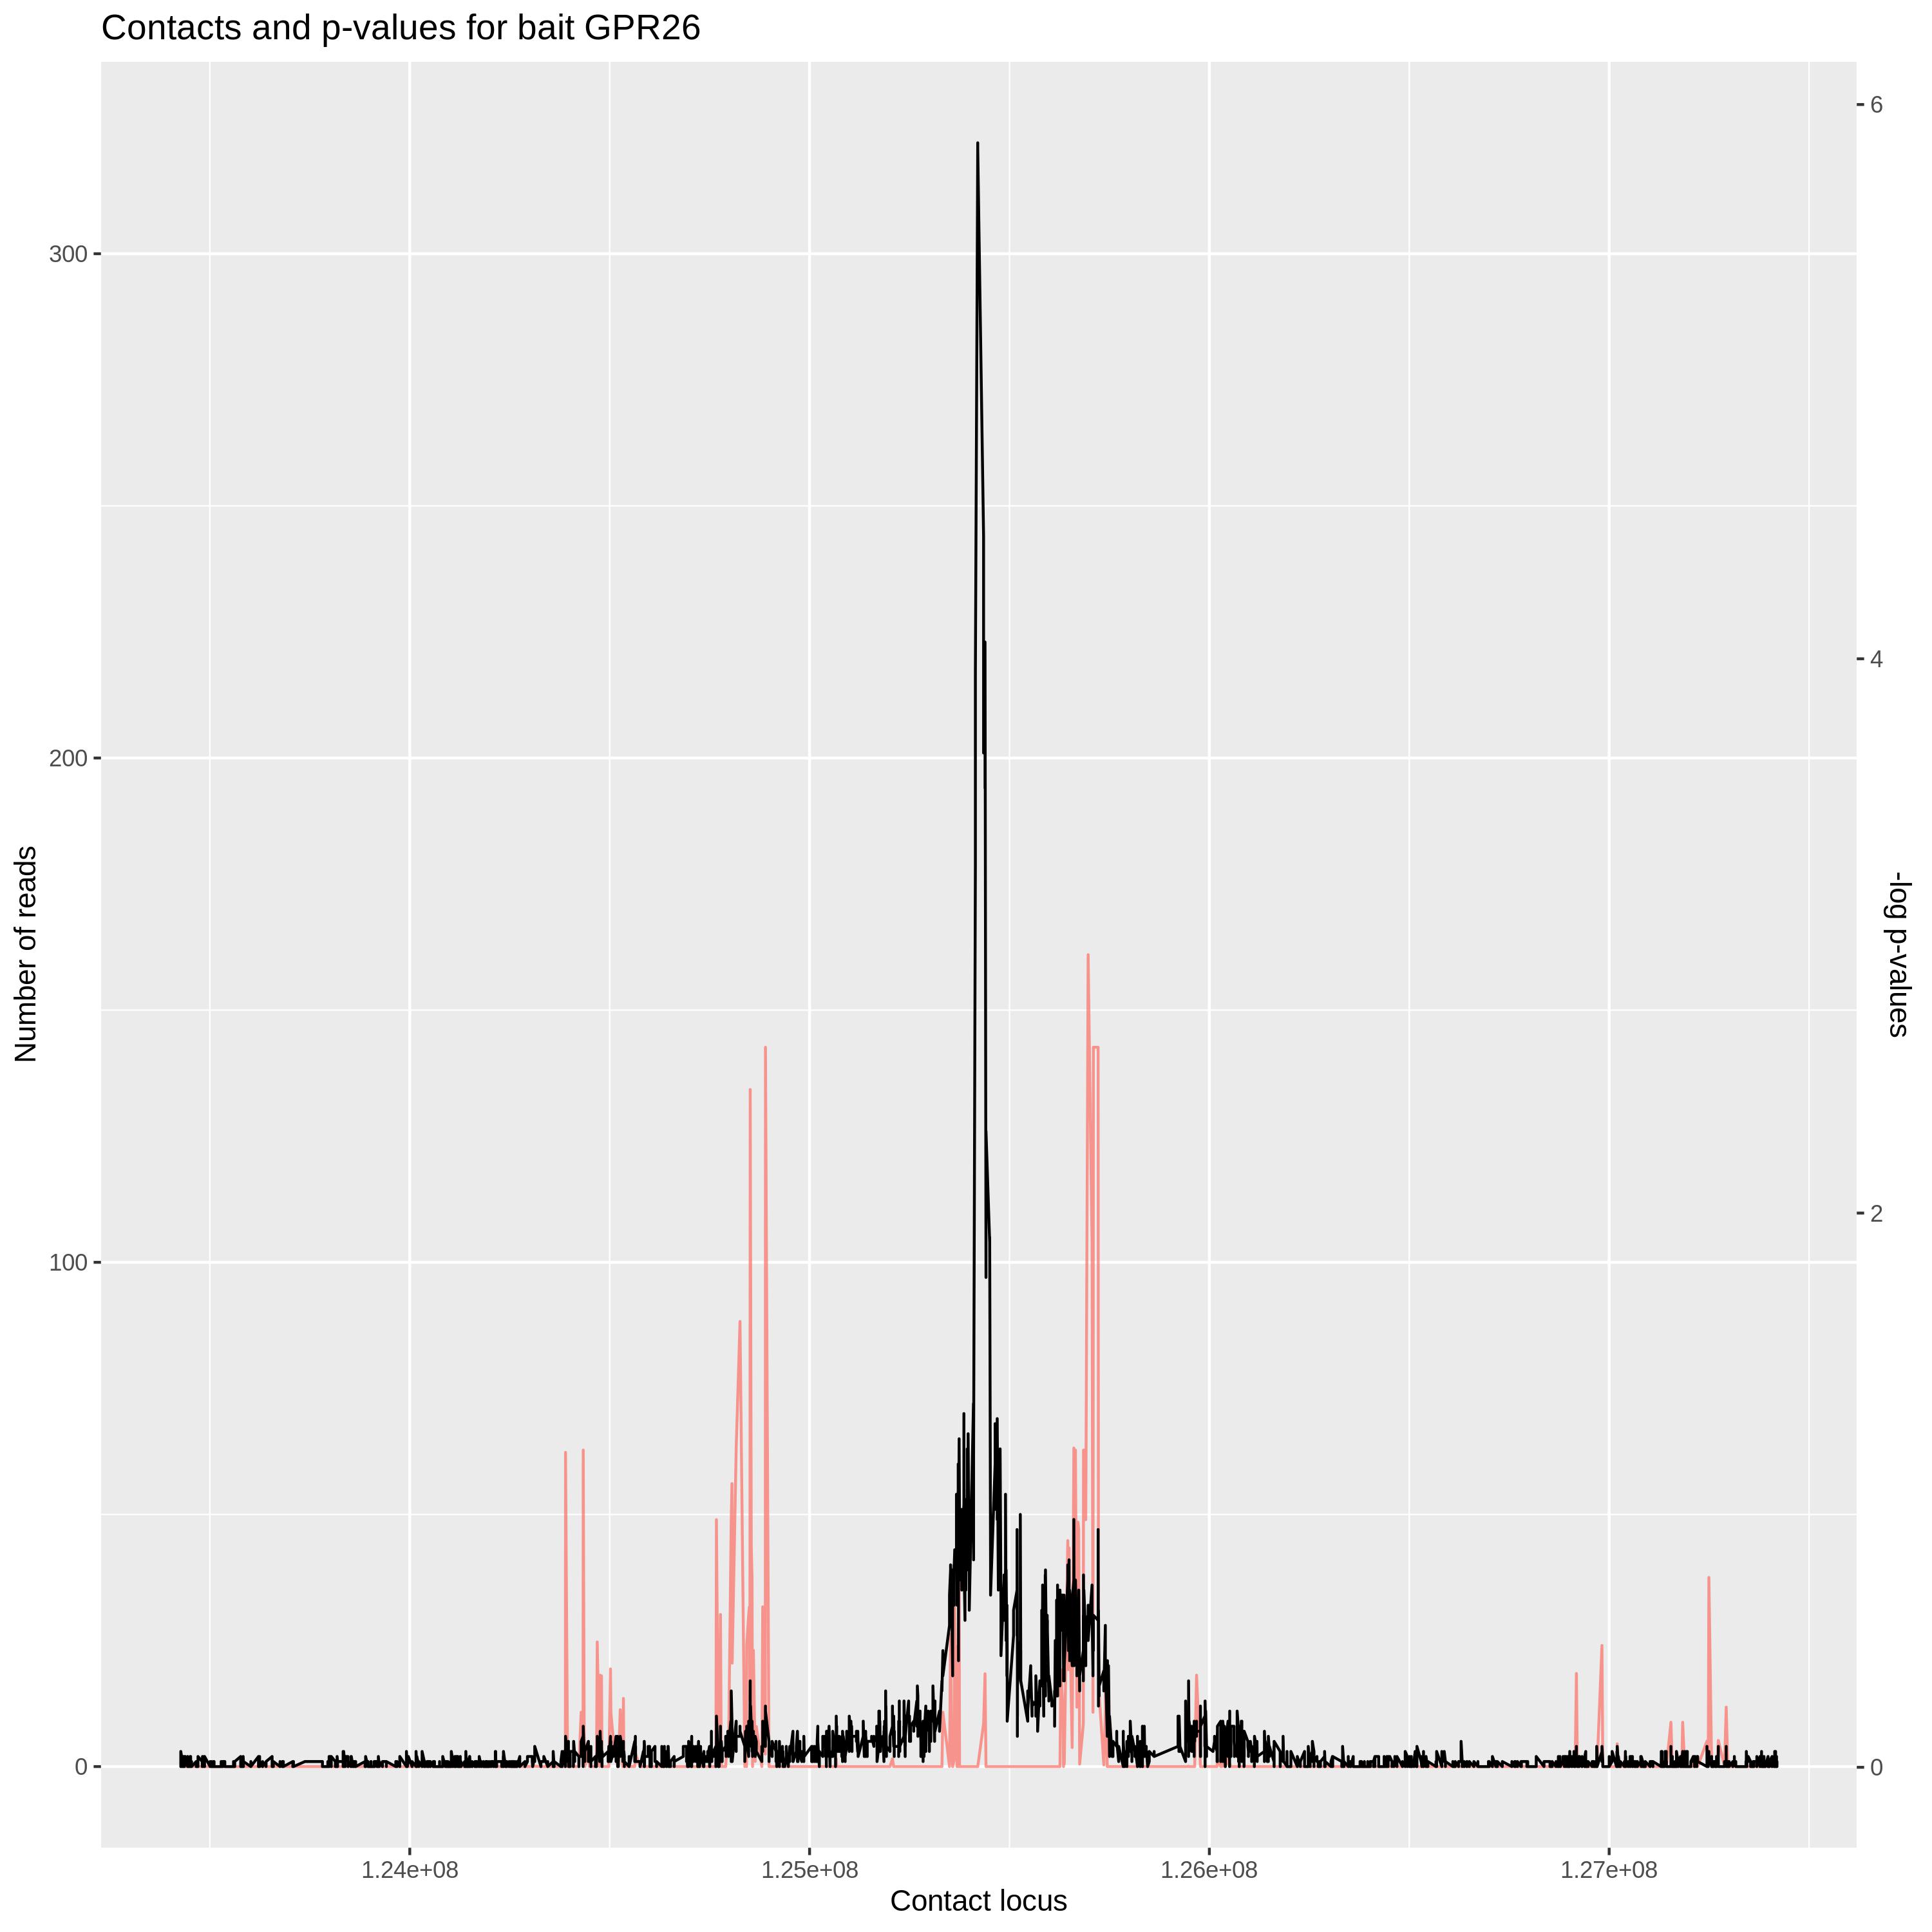 Contacts and p-values for bait GPR26
6
300
4
200
Number of reads
-log p-values
2
100
0
0
1.24e+08
1.25e+08
1.26e+08
1.27e+08
Contact locus